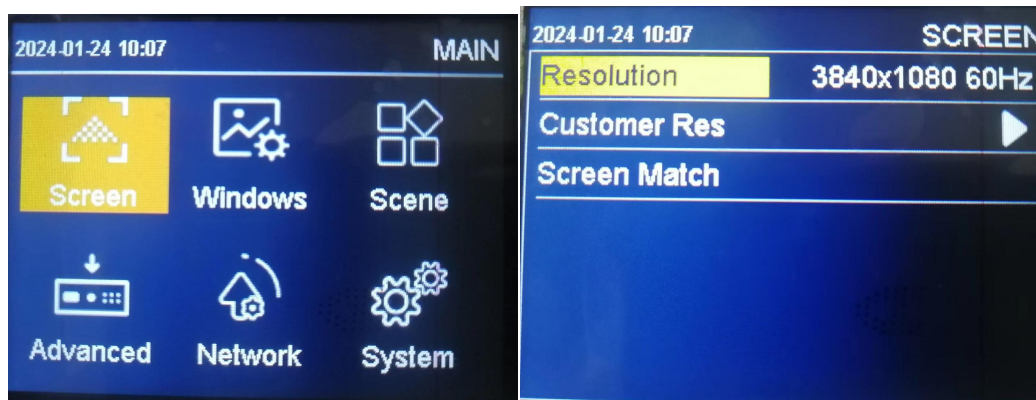 2024-01-24 10:07 MAIN
Screen Windows Scene
Advanced Network System
2024-01-24 10:07 SCREEN
Resolution 3840x1080 60Hz
Customer Res
Screen Match